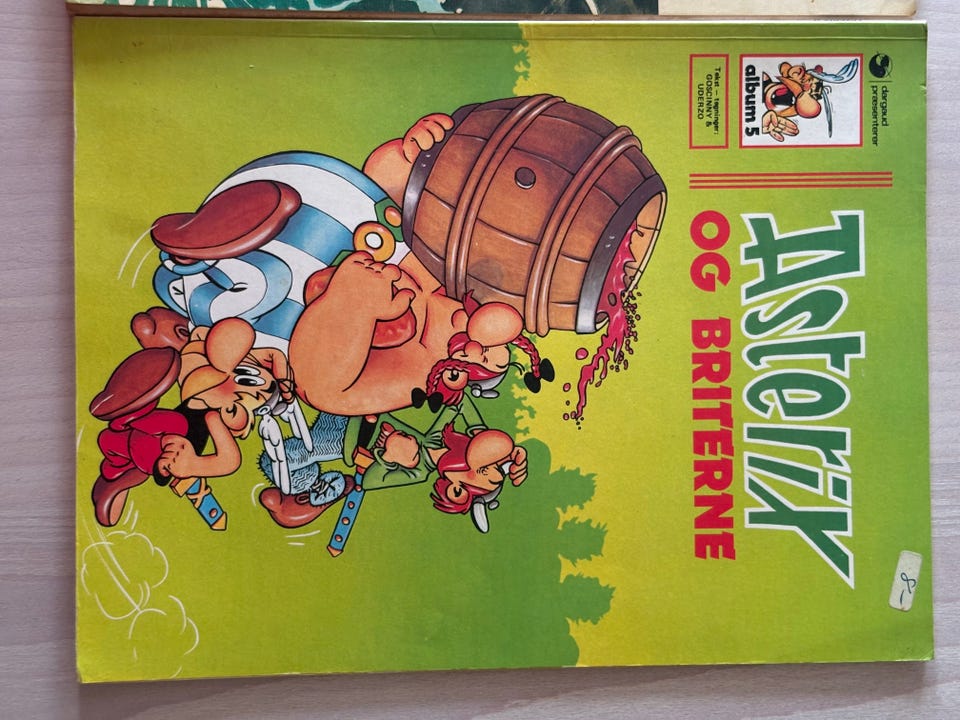 dargaud
præsenterer
album 5
Tekst – tegninger:
GOSCINNY &
UDERZO
Asterix
OG BRITERNE
8-